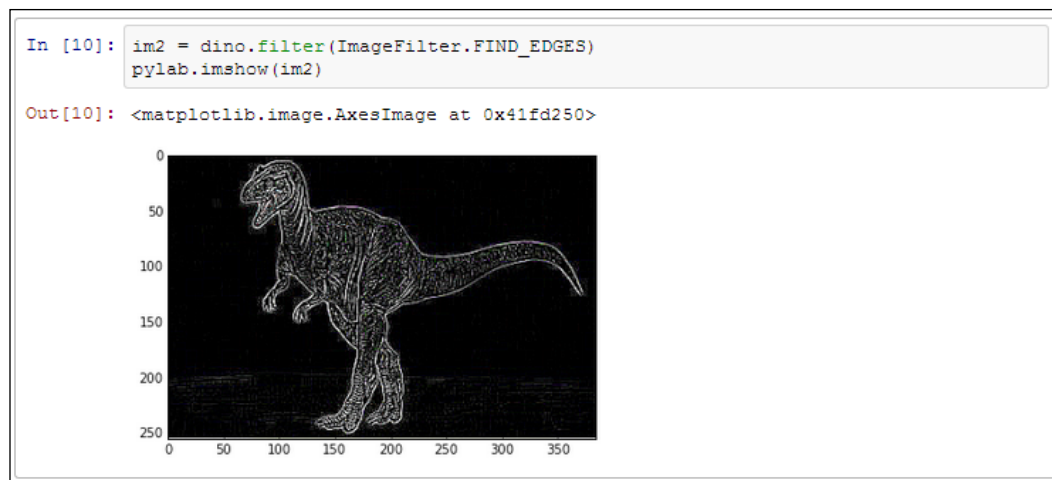 In [10]: im2 = dino.filter(ImageFilter.FIND_EDGES)
pylab.imshow(im2)
Out[10]: <matplotlib.image.AxesImage at 0x41fd250>
0
50
100
150
200
250
0 50 100 150 200 250 300 350